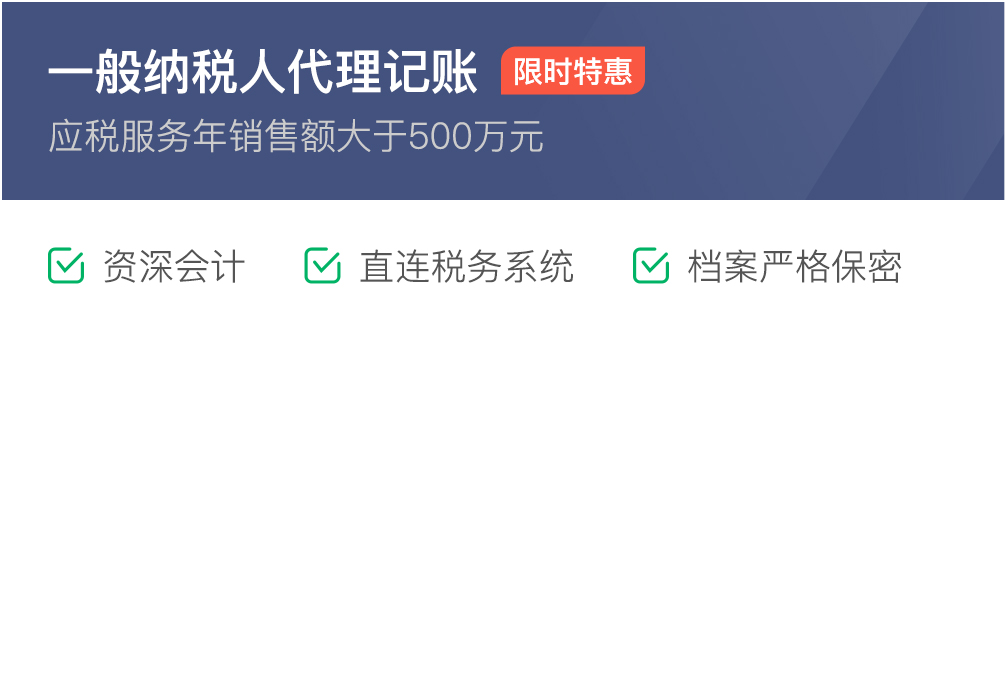 一般纳税人代理记账 限时特惠
应税服务年销售额大于500万元
资深会计 直连税务系统 档案严格保密